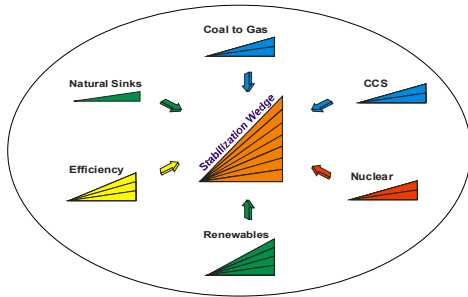 Coal to Gas
Natural Sinks
CCS
Stabilization Wedge
Efficiency
Nuclear
Renewables